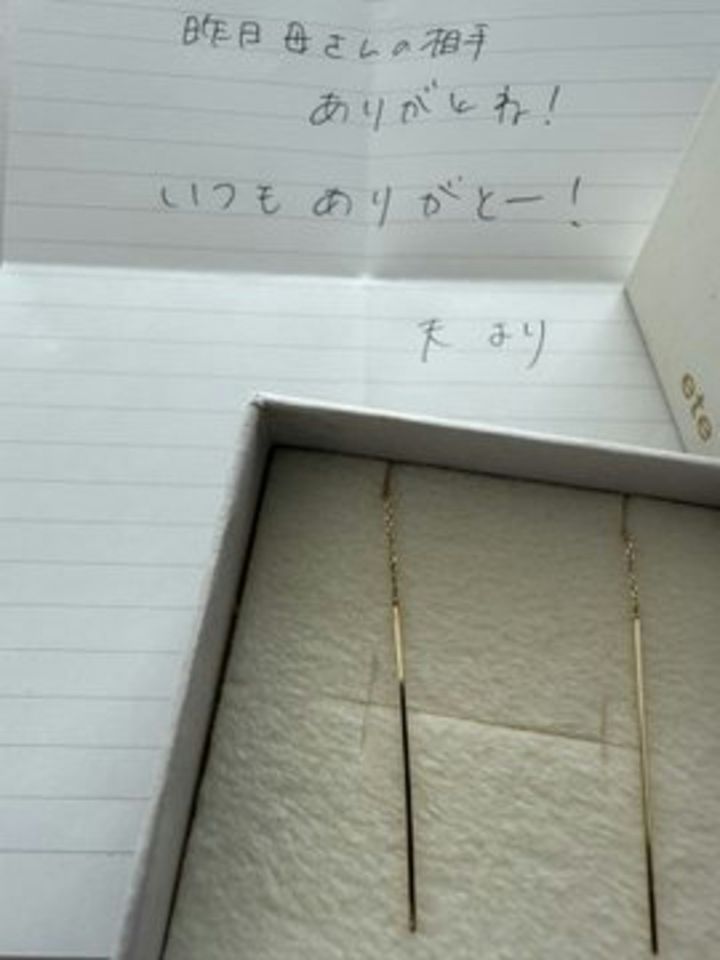 昨日母さんの相手
ありがとね!
いつもありがとー!
夫より
ete